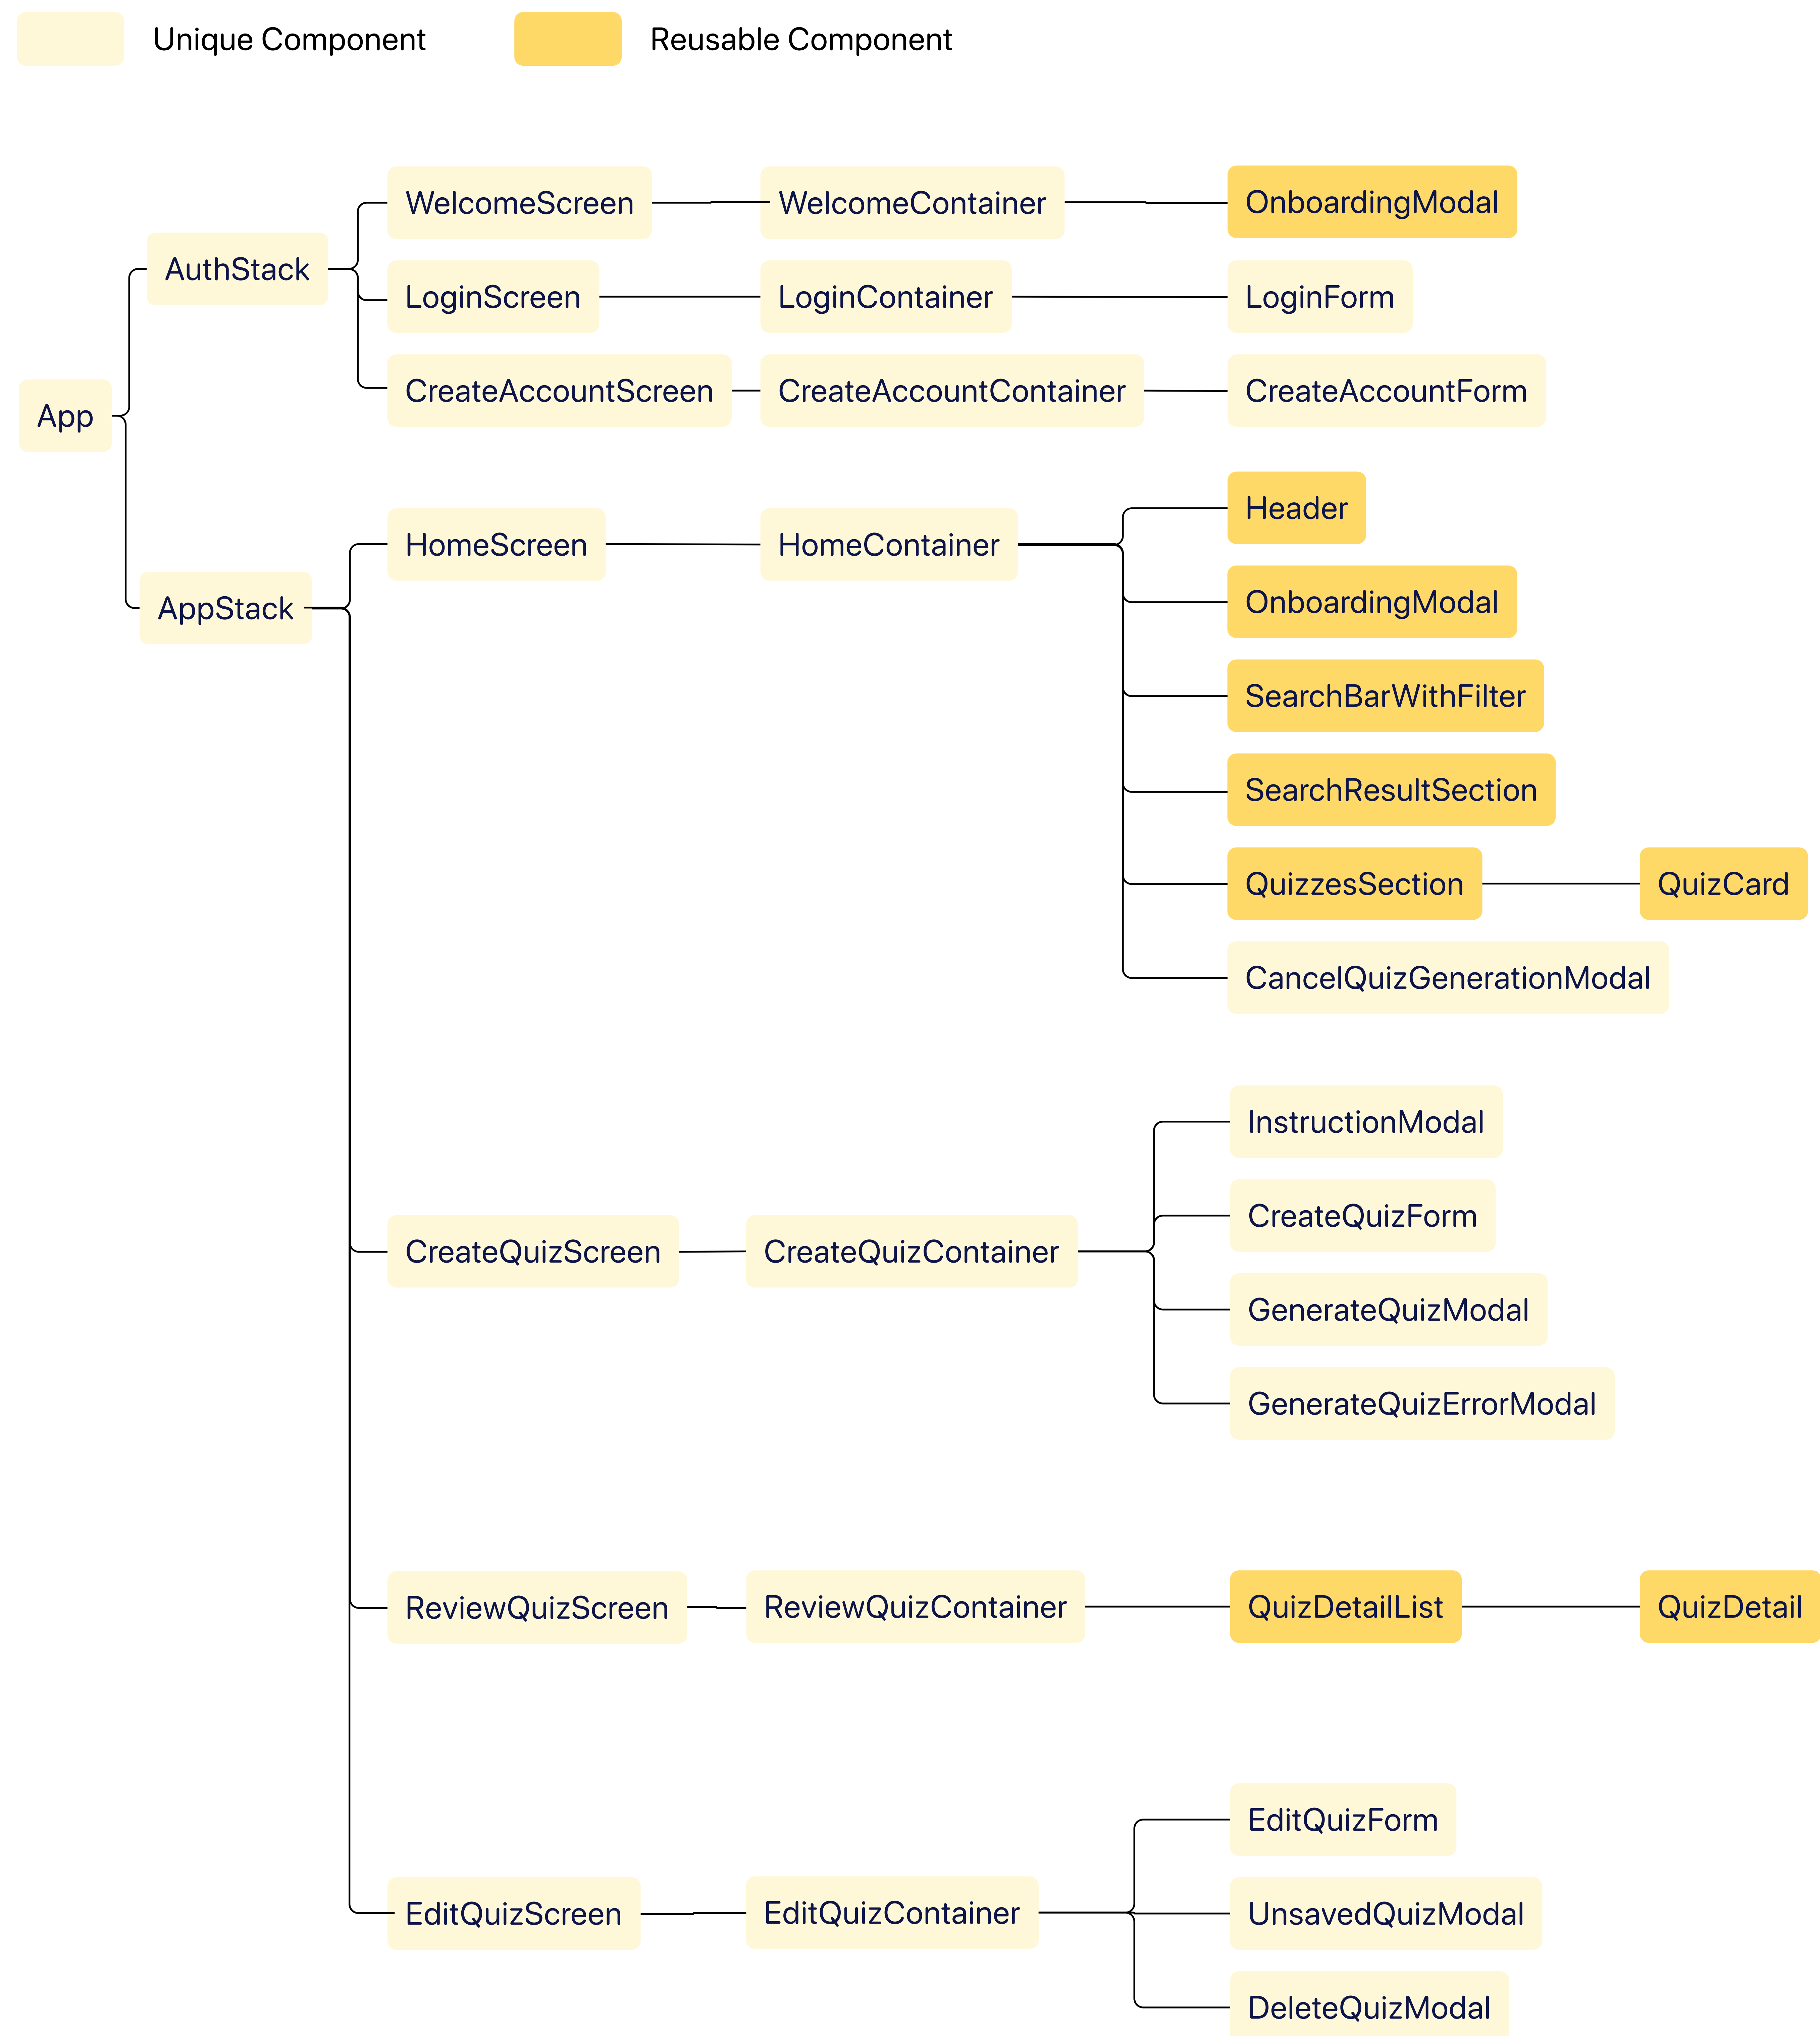 Unique Component
Reusable Component
App
AuthStack
WelcomeScreen
WelcomeContainer
OnboardingModal
LoginScreen
LoginContainer
LoginForm
CreateAccountScreen
CreateAccountContainer
CreateAccountForm
AppStack
HomeScreen
HomeContainer
Header
OnboardingModal
SearchBarWithFilter
SearchResultSection
QuizzesSection
QuizCard
CancelQuizGenerationModal
CreateQuizScreen
CreateQuizContainer
InstructionModal
CreateQuizForm
GenerateQuizModal
GenerateQuizErrorModal
ReviewQuizScreen
ReviewQuizContainer
QuizDetailList
QuizDetail
EditQuizScreen
EditQuizContainer
EditQuizForm
UnsavedQuizModal
DeleteQuizModal